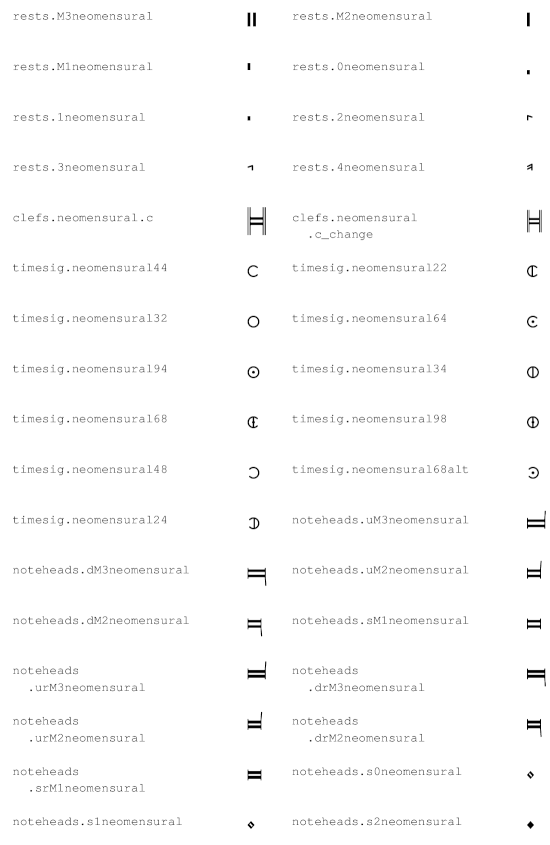 rests.M3neomensural rests.M2neomensural
rests.M1neomensural rests.0neomensural
rests.1neomensural rests.2neomensural
rests.3neomensural rests.4neomensural
clefs.neomensural.c clefs.neomensural
.c_change
timesig.neomensural44 timesig.neomensural22
timesig.neomensural32 timesig.neomensural64
timesig.neomensural94 timesig.neomensural34
timesig.neomensural68 timesig.neomensural98
timesig.neomensural48 timesig.neomensural68alt
timesig.neomensural24 noteheads.uM3neomensural
noteheads.dM3neomensural noteheads.uM2neomensural
noteheads.dM2neomensural noteheads.sM1neomensural
noteheads noteheads
.urM3neomensural .drM3neomensural
noteheads noteheads
.urM2neomensural .drM2neomensural
noteheads noteheads.s0neomensural
.srM1neomensural
noteheads.s1neomensural noteheads.s2neomensural